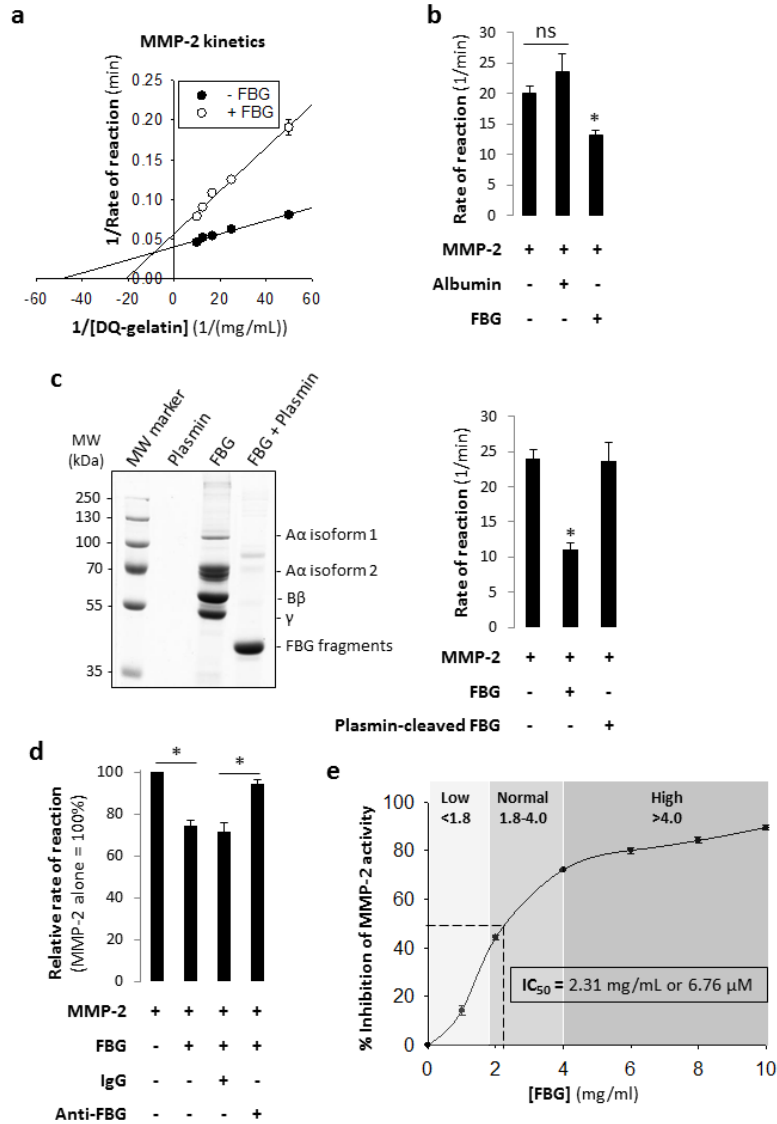 a
MMP-2 kinetics
1/Rate of reaction (min)
0.25
0.20
0.15
0.10
0.05
0.00
- FBG
+ FBG
-60 -40 -20 0 20 40 60
1/[DQ-gelatin] (1/(mg/mL))
b
Rate of reaction (1/min)
30
25
20
15
10
5
0
ns
*
MMP-2 + + +
Albumin - + -
FBG - - +
c
MW (kDa)
MW marker
Plasmin
FBG
FBG + Plasmin
250
130
100
70
55
35
Aα isoform 1
Aα isoform 2
Bβ
γ
FBG fragments
Rate of reaction (1/min)
30
25
20
15
10
5
0
*
MMP-2 + + +
FBG - + -
Plasmin-cleaved FBG - - +
d
Relative rate of reaction
(MMP-2 alone = 100%)
100
80
60
40
20
0
* *
MMP-2 + + + +
FBG - + + +
IgG - - + -
Anti-FBG - - - +
e
% Inhibition of MMP-2 activity
100
80
60
40
20
0
Low
<1.8
Normal
1.8-4.0
High
>4.0
IC50 = 2.31 mg/mL or 6.76 µM
0 2 4 6 8 10
[FBG] (mg/ml)